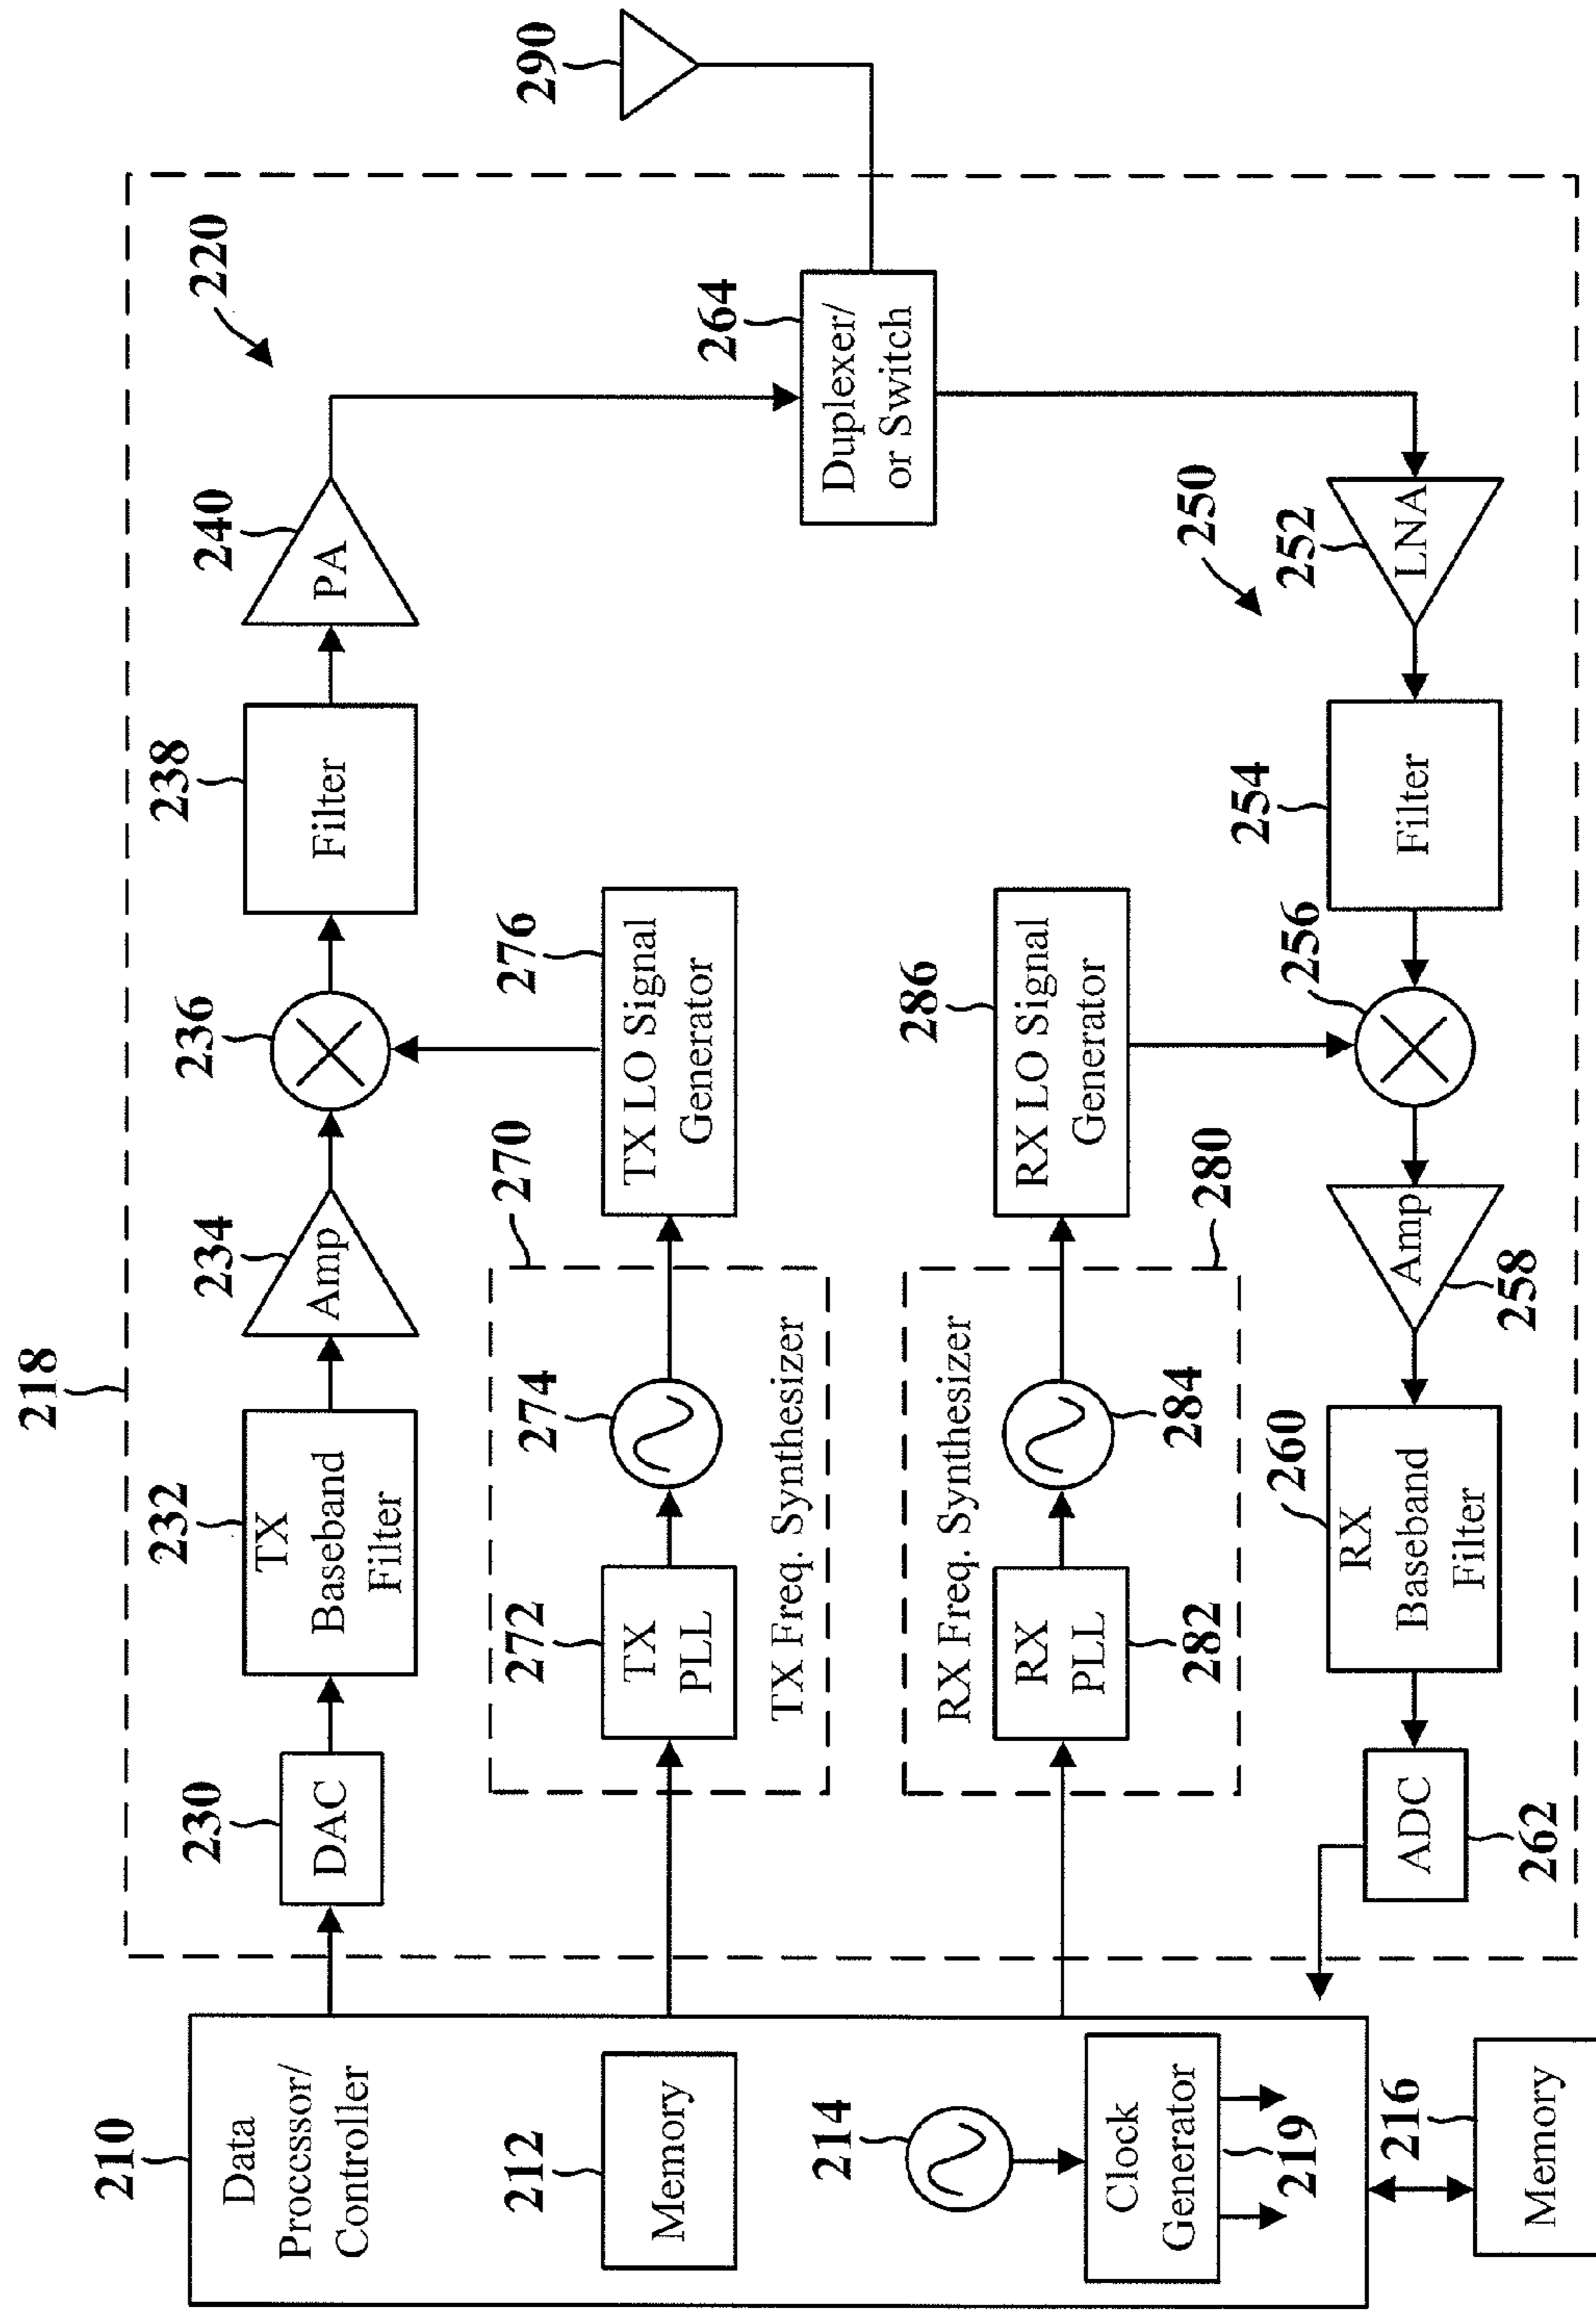 218
220
290
210
Data
Processor/
Controller
230
DAC
232
TX
Baseband
Filter
234
Amp
236
238
Filter
240
PA
212
Memory
272
TX
PLL
274
270
TX Freq. Synthesizer
276
TX LO Signal
Generator
264
Duplexer/
or Switch
214
Clock
Generator
219
RX Freq. Synthesizer
RX
PLL
282
284
280
286
RX LO Signal
Generator
250
216
Memory
ADC
262
260
RX
Baseband
Filter
Amp
258
256
254
Filter
252
LNA